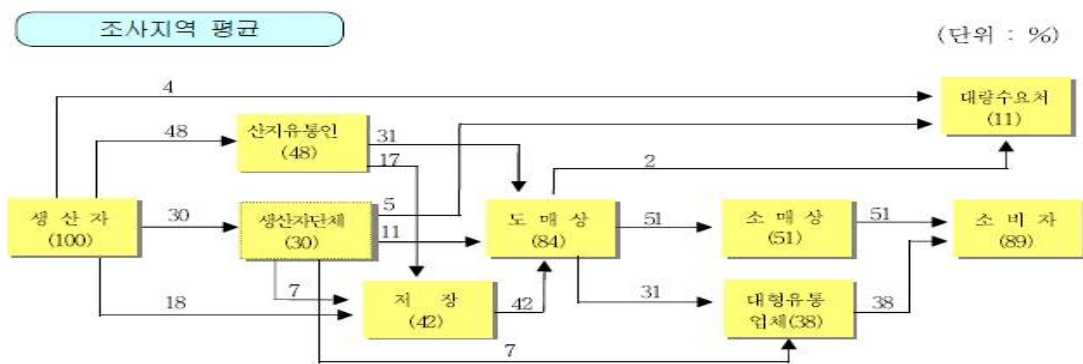 조사지역 평균
(단위 : %)
4
대량수요처
(11)
48
산지유통인
(48)
31
17
2
생 산 자
(100)
30
생산자단체
(30)
5
11
도 매 상
(84)
51
소 매 상
(51)
51
소 비 자
(89)
7
18
저 장
(42)
42
31
대형유통
업체(38)
38
7